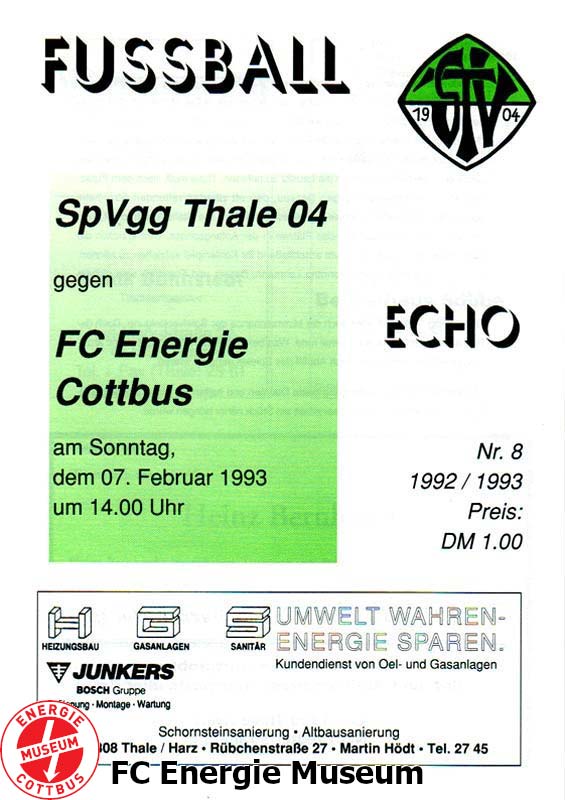 FUSSBALL
19 STV 04
SpVgg Thale 04
gegen
FC Energie
Cottbus
ECHO
am Sonntag,
dem 07. Februar 1993
um 14.00 Uhr
Nr. 8
1992 / 1993
Preis:
DM 1.00
H G S
HEIZUNGSBAU GASANLAGEN SANITÄR
UMWELT WAHREN-
ENERGIE SPAREN.
Kundendienst von Oel- und Gasanlagen
JUNKERS
BOSCH Gruppe
Montage · Wartung
Schornsteinsanierung · Altbausanierung
Thale / Harz · Rübchenstraße 27 · Martin Hödt · Tel. 27 45
ENERGIE
MUSEUM
COTTBUS
FC Energie Museum